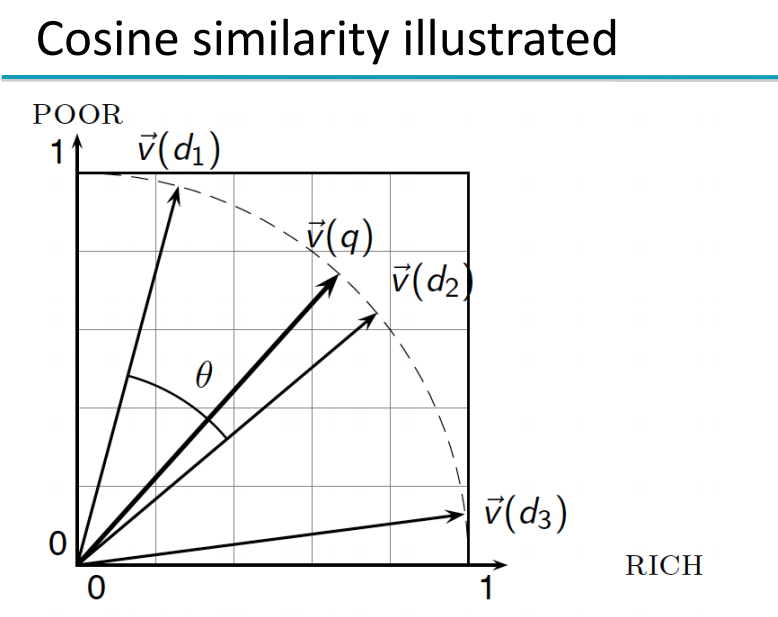 Cosine similarity illustrated
POOR
1
v⃗(d₁)
v⃗(q)
v⃗(d₂)
θ
v⃗(d₃)
0
0
1
RICH